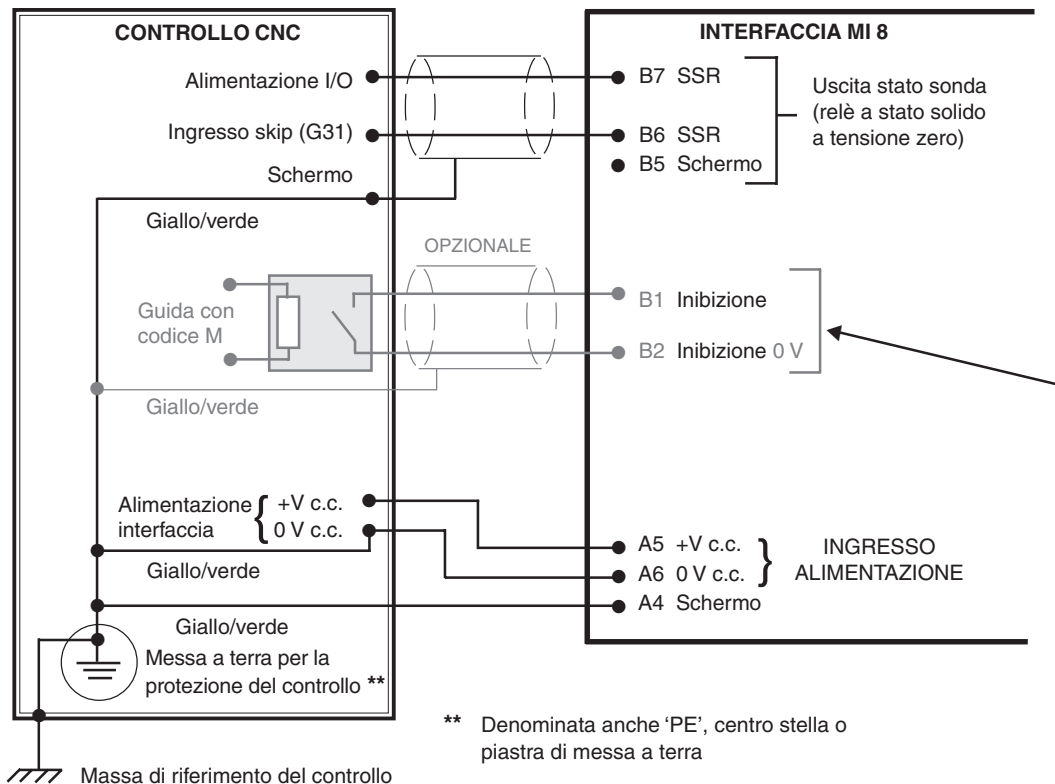 CONTROLLO CNC
INTERFACCIA MI 8
Alimentazione I/O
B7 SSR
Uscita stato sonda
(relè a stato solido
a tensione zero)
Ingresso skip (G31)
B6 SSR
B5 Schermo
Schermo
Giallo/verde
OPZIONALE
Guida con
codice M
B1 Inibizione
B2 Inibizione 0 V
Giallo/verde
Alimentazione
interfaccia
{ +V c.c.
0 V c.c.
Giallo/verde
A5 +V c.c.
A6 0 V c.c. }
A4 Schermo
INGRESSO
ALIMENTAZIONE
Giallo/verde
Messa a terra per la
protezione del controllo **
** Denominata anche ‘PE’, centro stella o
piastra di messa a terra
Massa di riferimento del controllo